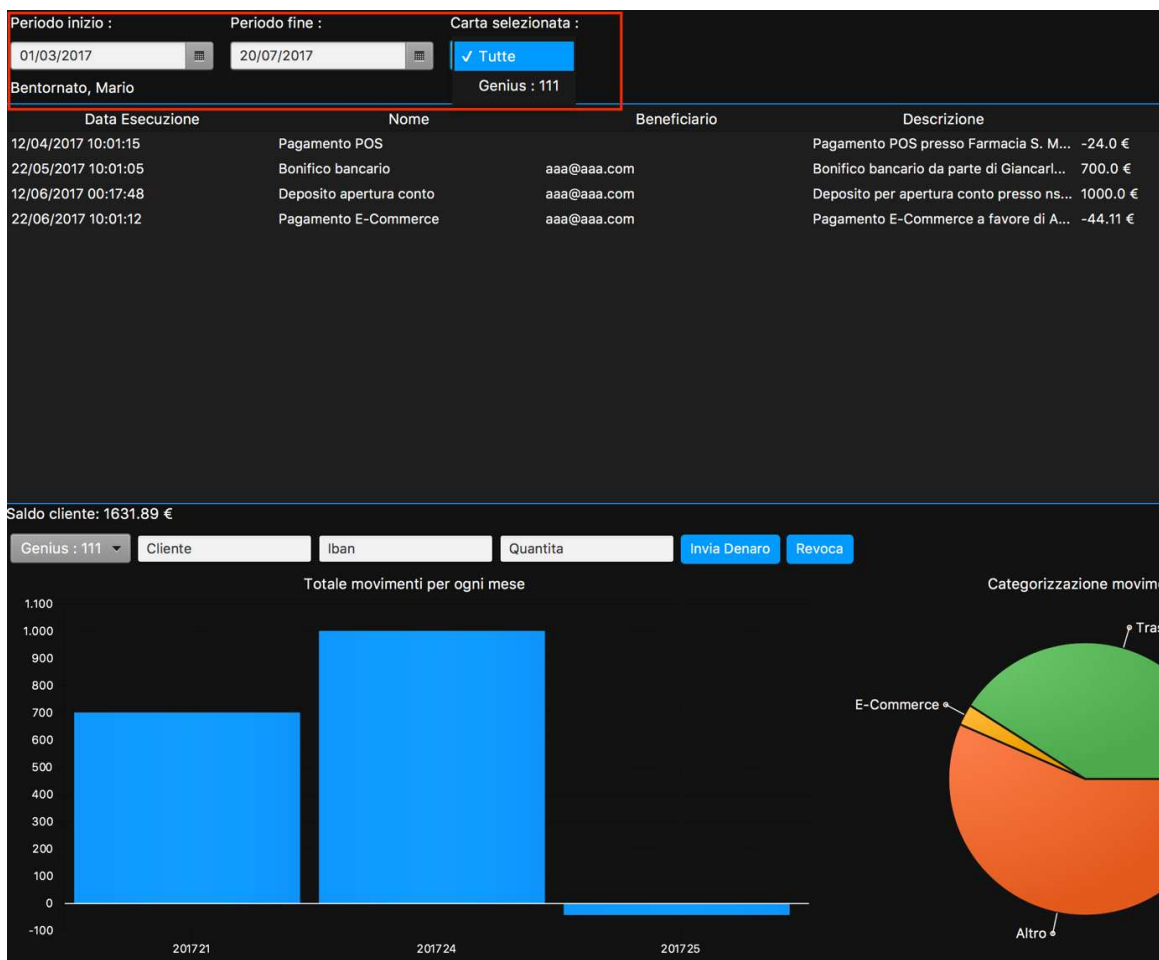 Periodo inizio : Periodo fine : Carta selezionata :
01/03/2017 20/07/2017 ✓ Tutte
Bentornato, Mario Genius : 111
Data Esecuzione Nome Beneficiario Descrizione
12/04/2017 10:01:15 Pagamento POS Pagamento POS presso Farmacia S. M... -24.0 €
22/05/2017 10:01:05 Bonifico bancario aaa@aaa.com Bonifico bancario da parte di Giancarl... 700.0 €
12/06/2017 00:17:48 Deposito apertura conto aaa@aaa.com Deposito per apertura conto presso ns... 1000.0 €
22/06/2017 10:01:12 Pagamento E-Commerce aaa@aaa.com Pagamento E-Commerce a favore di A... -44.11 €
Saldo cliente: 1631.89 €
Genius : 111 Cliente Iban Quantita Invia Denaro Revoca
Totale movimenti per ogni mese
1.100
1.000
900
800
700
600
500
400
300
200
100
0
-100
201721 201724 201725
Categorizzazione movim
Tras
E-Commerce
Altro